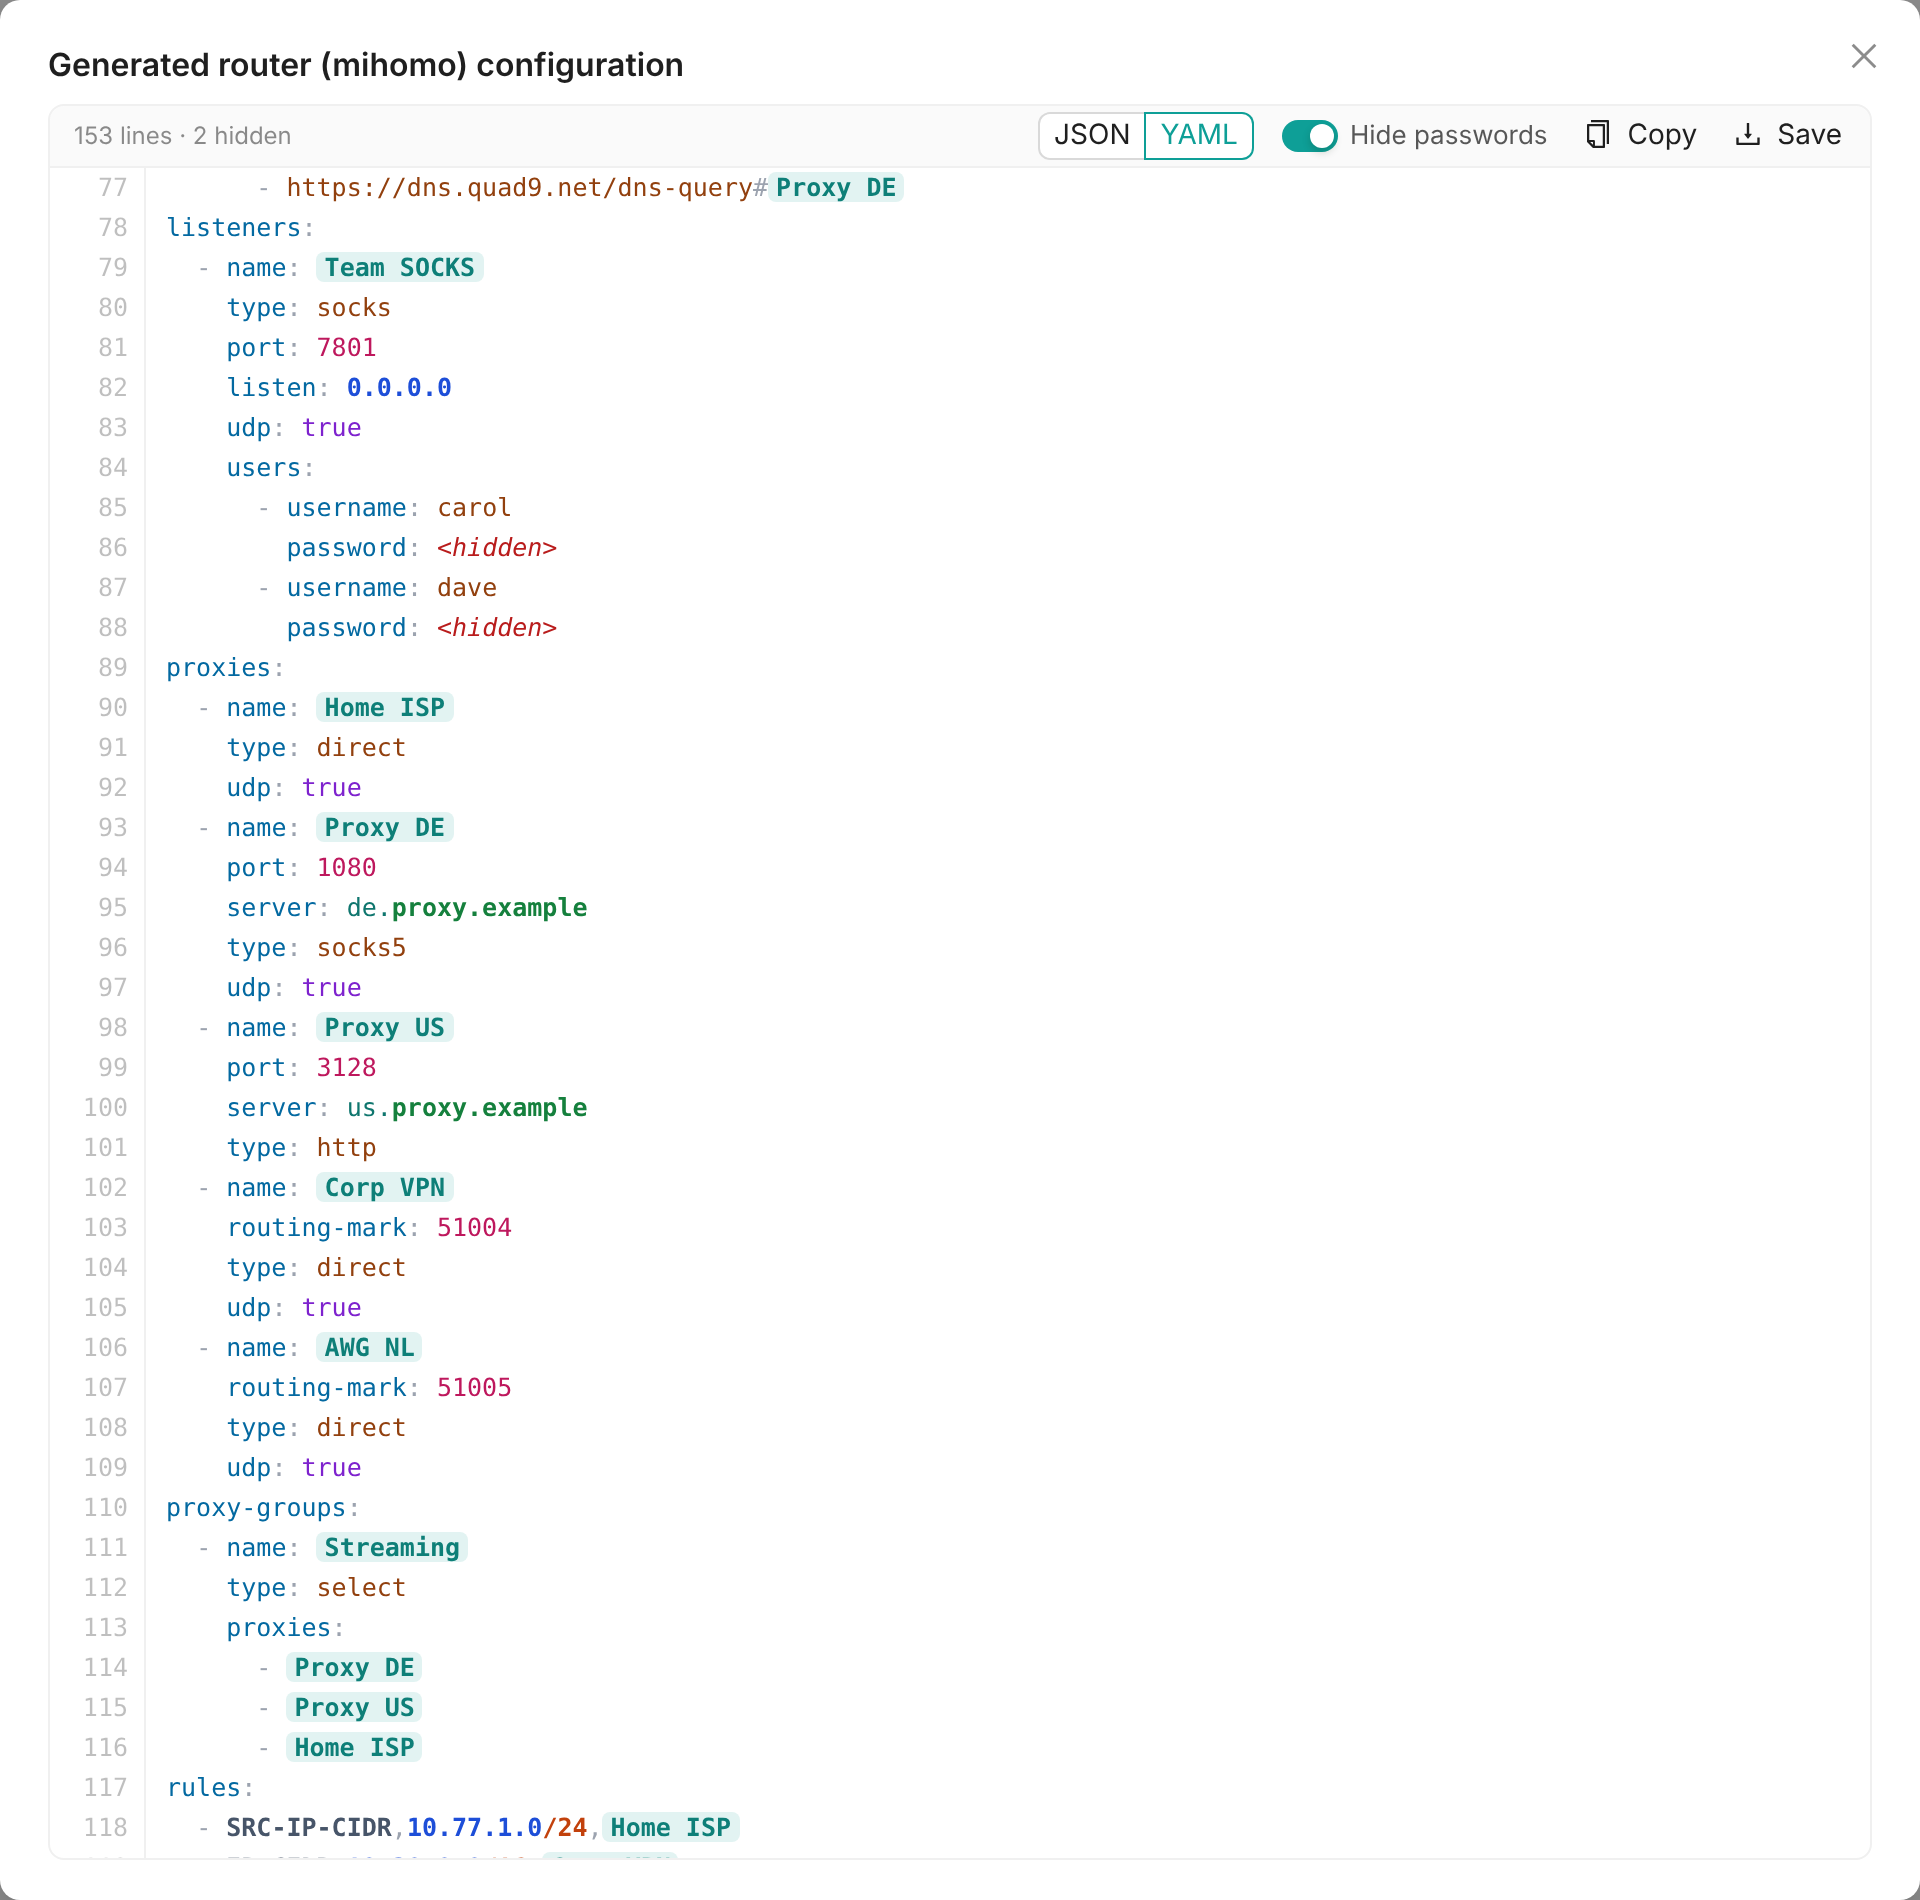 Generated router (mihomo) configuration
153 lines · 2 hidden JSON YAML Hide passwords Copy Save
77       - https://dns.quad9.net/dns-query#Proxy DE
78 listeners:
79   - name: Team SOCKS
80     type: socks
81     port: 7801
82     listen: 0.0.0.0
83     udp: true
84     users:
85       - username: carol
86         password: <hidden>
87       - username: dave
88         password: <hidden>
89 proxies:
90   - name: Home ISP
91     type: direct
92     udp: true
93   - name: Proxy DE
94     port: 1080
95     server: de.proxy.example
96     type: socks5
97     udp: true
98   - name: Proxy US
99     port: 3128
100     server: us.proxy.example
101     type: http
102   - name: Corp VPN
103     routing-mark: 51004
104     type: direct
105     udp: true
106   - name: AWG NL
107     routing-mark: 51005
108     type: direct
109     udp: true
110 proxy-groups:
111   - name: Streaming
112     type: select
113     proxies:
114       - Proxy DE
115       - Proxy US
116       - Home ISP
117 rules:
118   - SRC-IP-CIDR,10.77.1.0/24,Home ISP